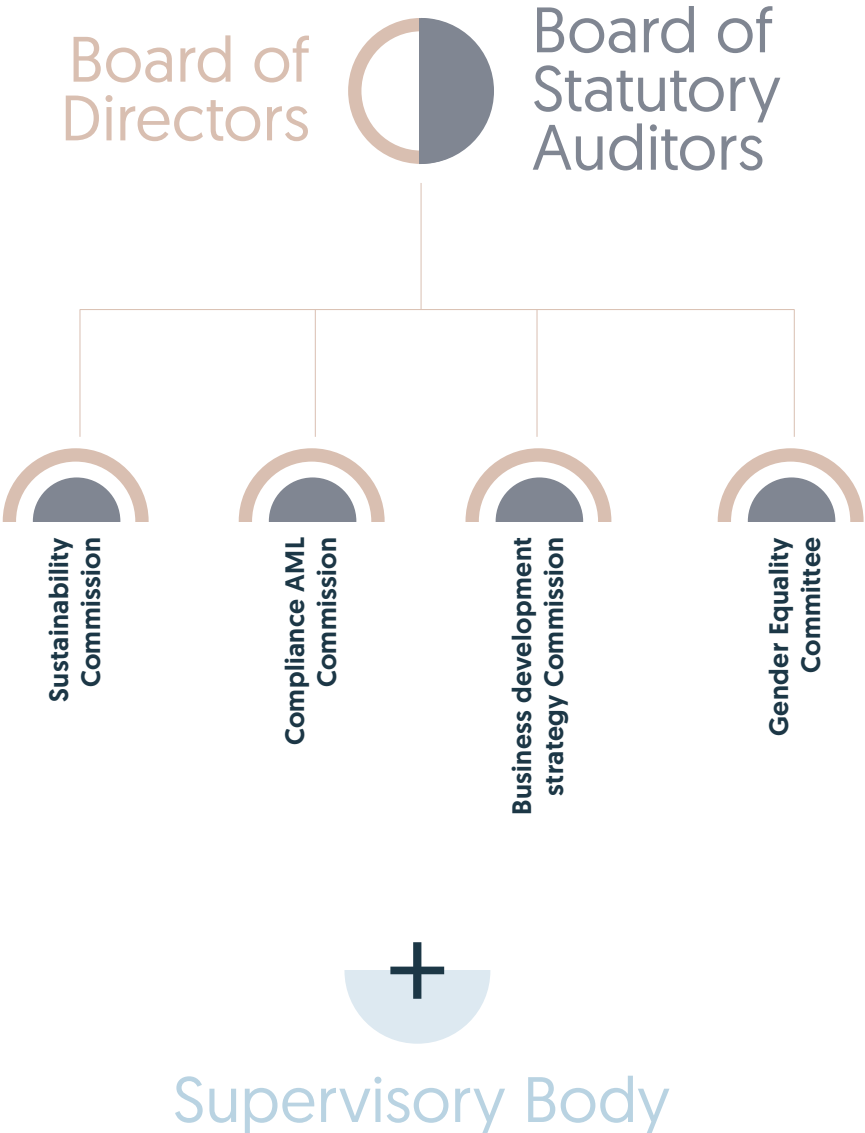 Board of
Directors
Board of
Statutory
Auditors
Sustainability
Commission
Compliance AML
Commission
Business development
strategy Commission
Gender Equality
Committee
+
Supervisory Body